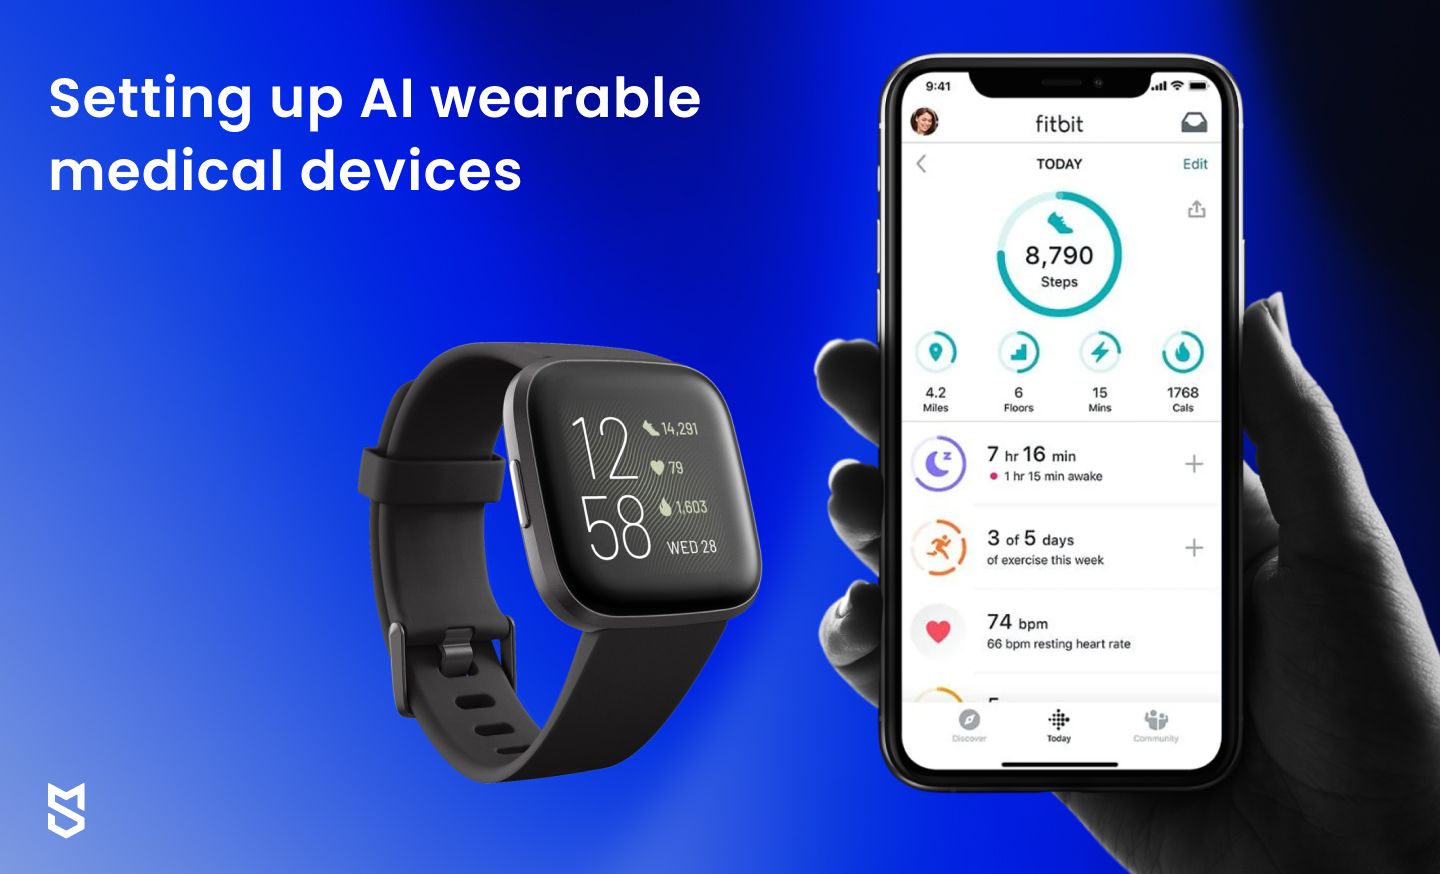 Setting up AI wearable
medical devices
12
58
14,291
79
1,603
WED 28
9:41
fitbit
TODAY
Edit
8,790
Steps
4.2
Miles
6
Floors
15
Mins
1768
Cals
7 hr 16 min
1 hr 15 min awake
3 of 5 days
of exercise this week
74 bpm
66 bpm resting heart rate
Discover
Today
Community